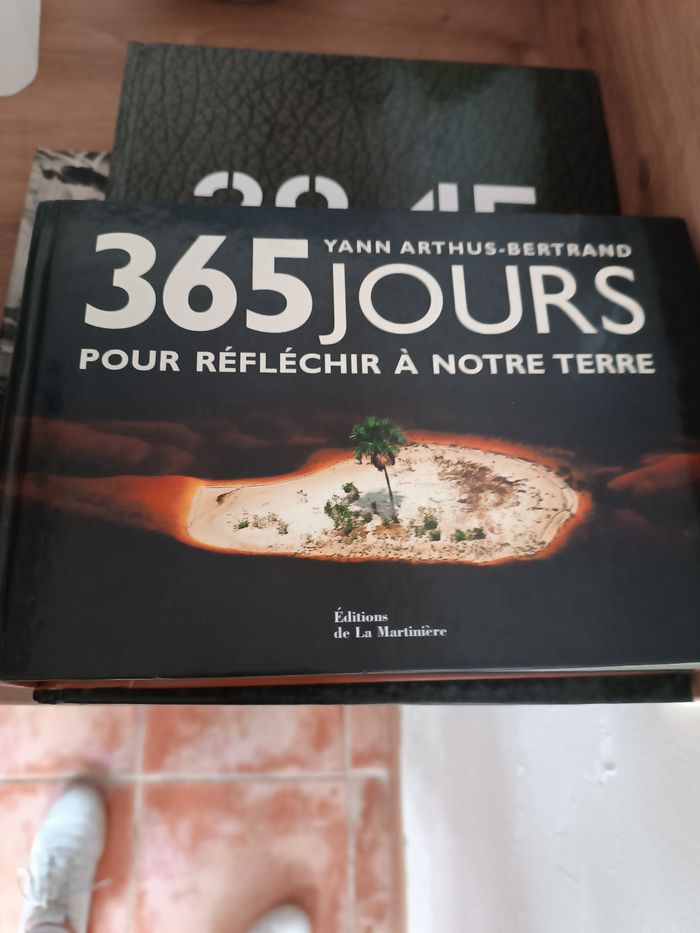 YANN ARTHUS-BERTRAND
365 JOURS
POUR RÉFLÉCHIR À NOTRE TERRE
Éditions
de La Martinière